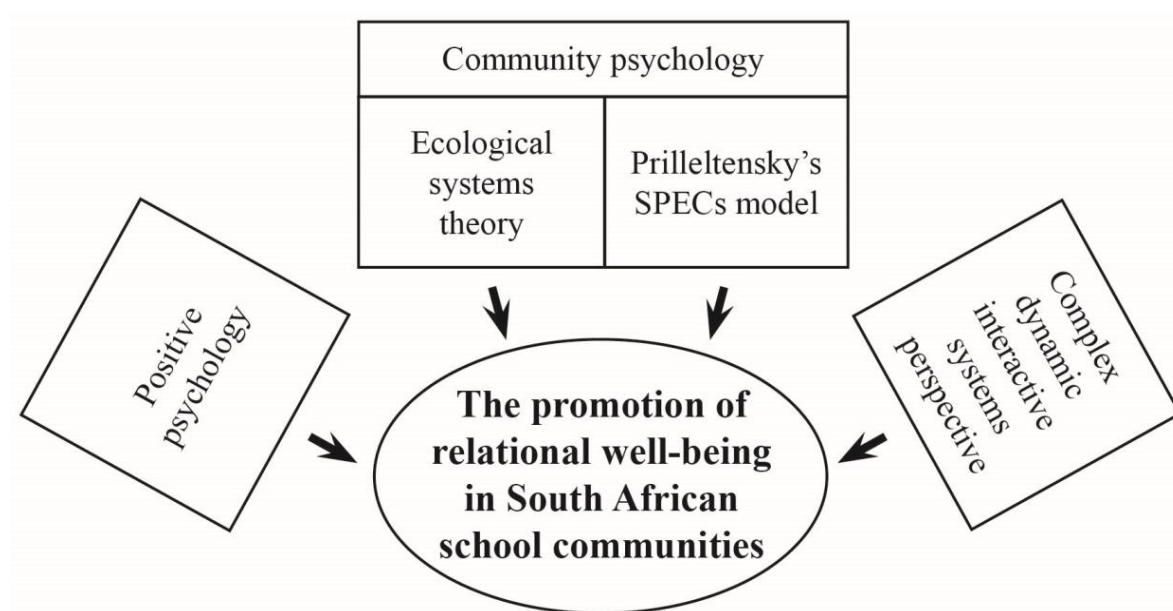 Community psychology
Ecological
systems
theory
Prilleltensky's
SPECs model
Positive
psychology
Complex
dynamic
interactive
systems
perspective
The promotion of
relational well-being
in South African
school communities